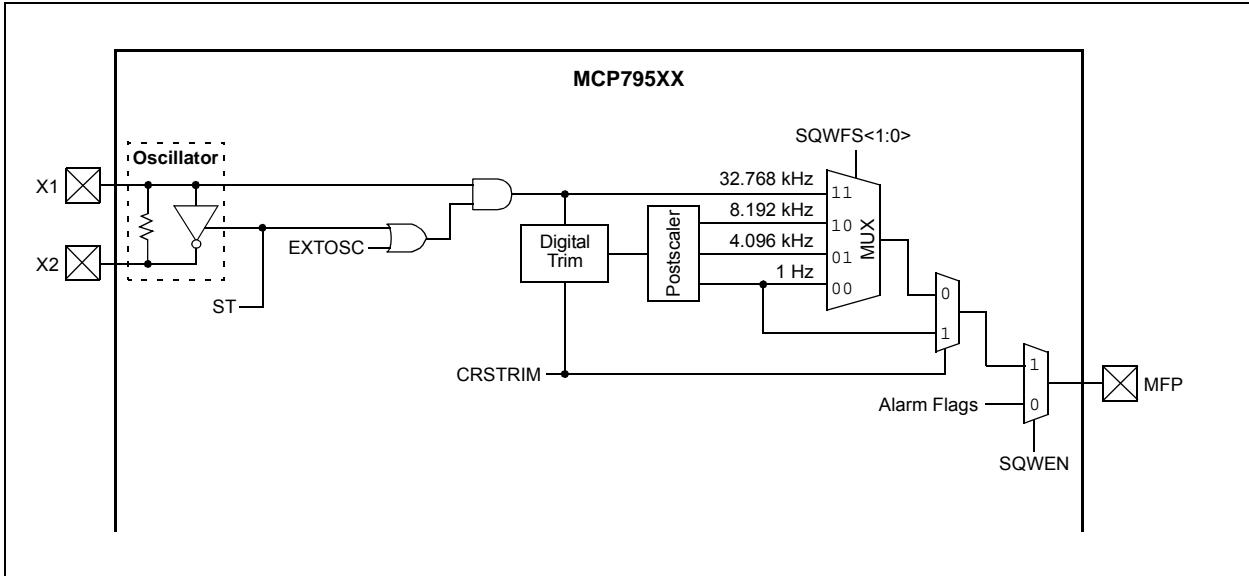 MCP795XX
SQWFS<1:0>
Oscillator
X1
X2
ST
EXTOSC
Digital
Trim
Postscaler
32.768 kHz
8.192 kHz
4.096 kHz
1 Hz
11
10
01
00
MUX
0
1
CRSTRIM
1
0
Alarm Flags
SQWEN
MFP